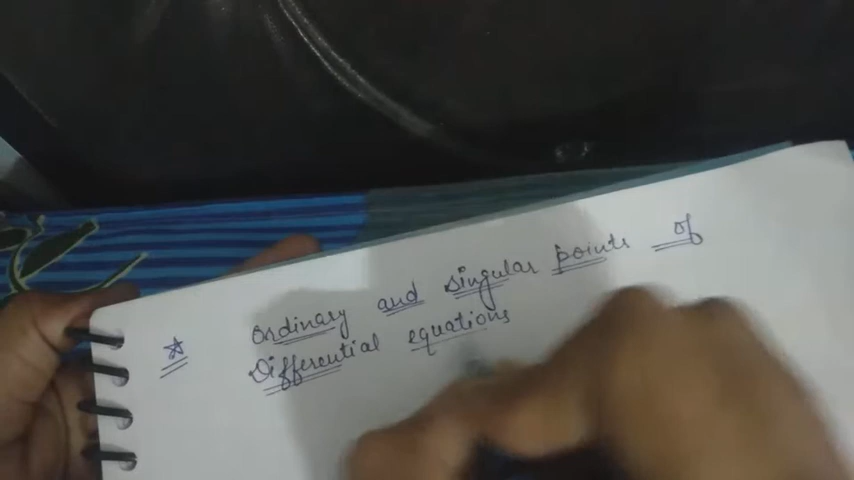 ☆ Ordinary and singular points of
Differential equations